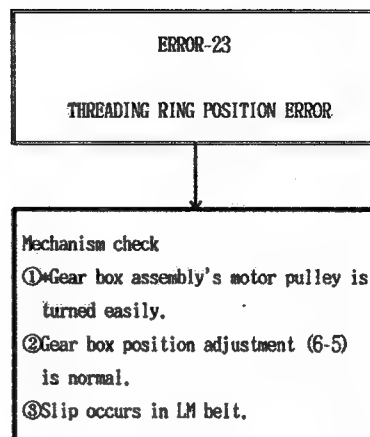 ERROR-23
THREADING RING POSITION ERROR
Mechanism check
①*Gear box assembly's motor pulley is
turned easily.
②Gear box position adjustment (6-5)
is normal.
③Slip occurs in LM belt.